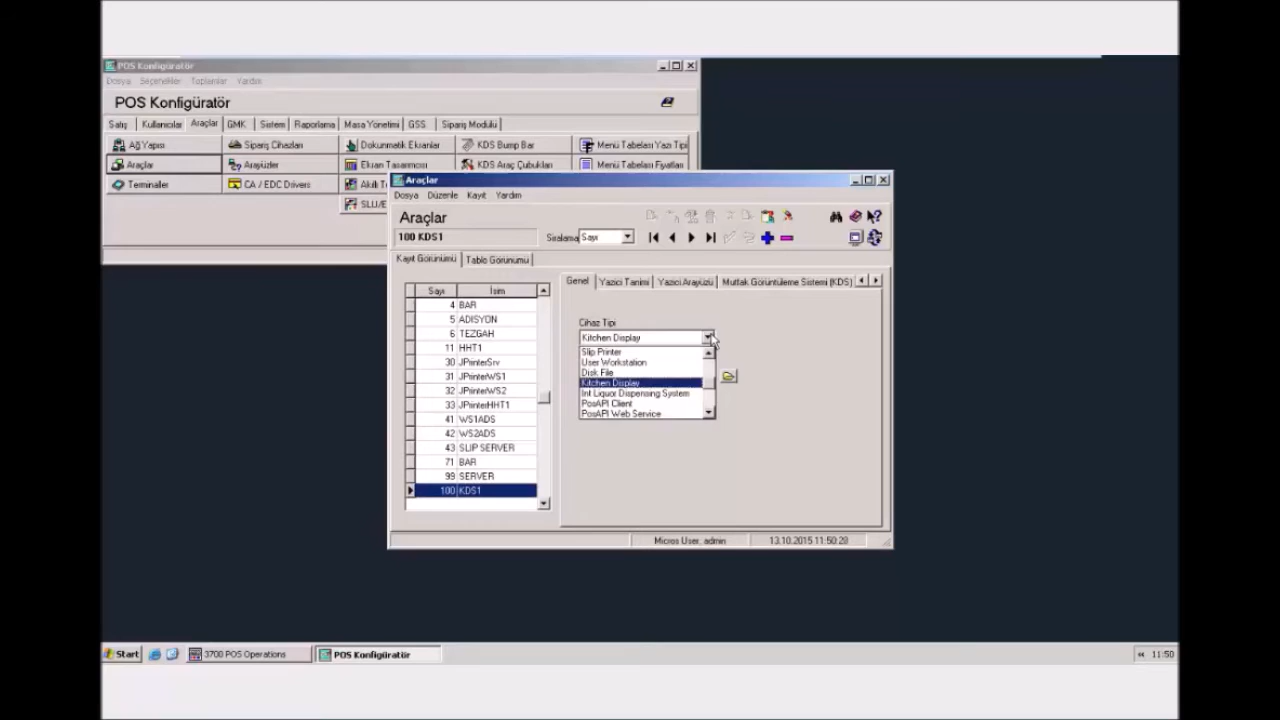 POS Konfigüratör
Dosya Seçenekliler Toplamlar Yardım
POS Konfigüratör
Satış Kullanıcılar Araçlar GMK Sistem Raporlama Masa Yönetimi GSS Sipariş Modülü
Ağ Yapısı Sipariş Cihazları Dokunmatik Ekranlar KDS Bump Bar Menü Tabelası Yazı Tipi
Araçlar Arayüzler Ekran Tasarımcısı KDS Araç Çubukları Menü Tabelası Fiyatları
Terminaller CA / EDC Drivers Akıllı T
SLU/E
Araçlar
Dosya Düzenle Kayıt Yardım
Araçlar
100 KDS1 Sıralama Sayı
Kayıt Görünümü Tablo Görünümü
Genel Yazici Tanimi Yazici Arayüzü Mutfak Görüntüleme Sistemi (KDS)
Sayı İsim
4 BAR
5 ADISYON
6 TEZGAH
11 HHT1
30 JPrinterSrv
31 JPrinterWS1
32 JPrinterWS2
33 JPrinterHHT1
41 WS1ADS
42 WS2ADS
43 SLIP SERVER
71 BAR
99 SERVER
100 KDS1
Cihaz Tipi
Kitchen Display
Slip Printer
User Workstation
Disk File
Kitchen Display
Int Liquor Dispensing System
PosAPI Client
PosAPI Web Service
Micros User, admin 13.10.2015 11:50:28
Start 3700 POS Operations POS Konfigüratör 11:50